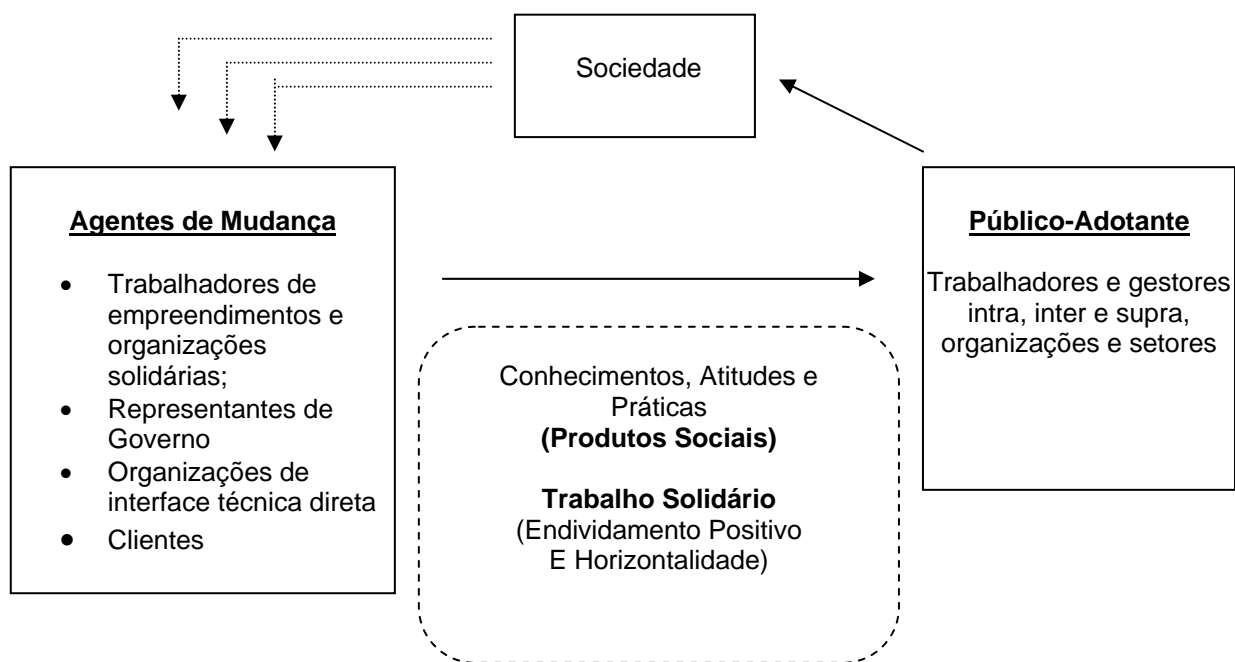 Sociedade
Agentes de Mudança
• Trabalhadores de
empreendimentos e
organizações
solidárias;
• Representantes de
Governo
• Organizações de
interface técnica direta
• Clientes
Conhecimentos, Atitudes e
Práticas
(Produtos Sociais)
Trabalho Solidário
(Endividamento Positivo
E Horizontalidade)
Público-Adotante
Trabalhadores e gestores
intra, inter e supra,
organizações e setores